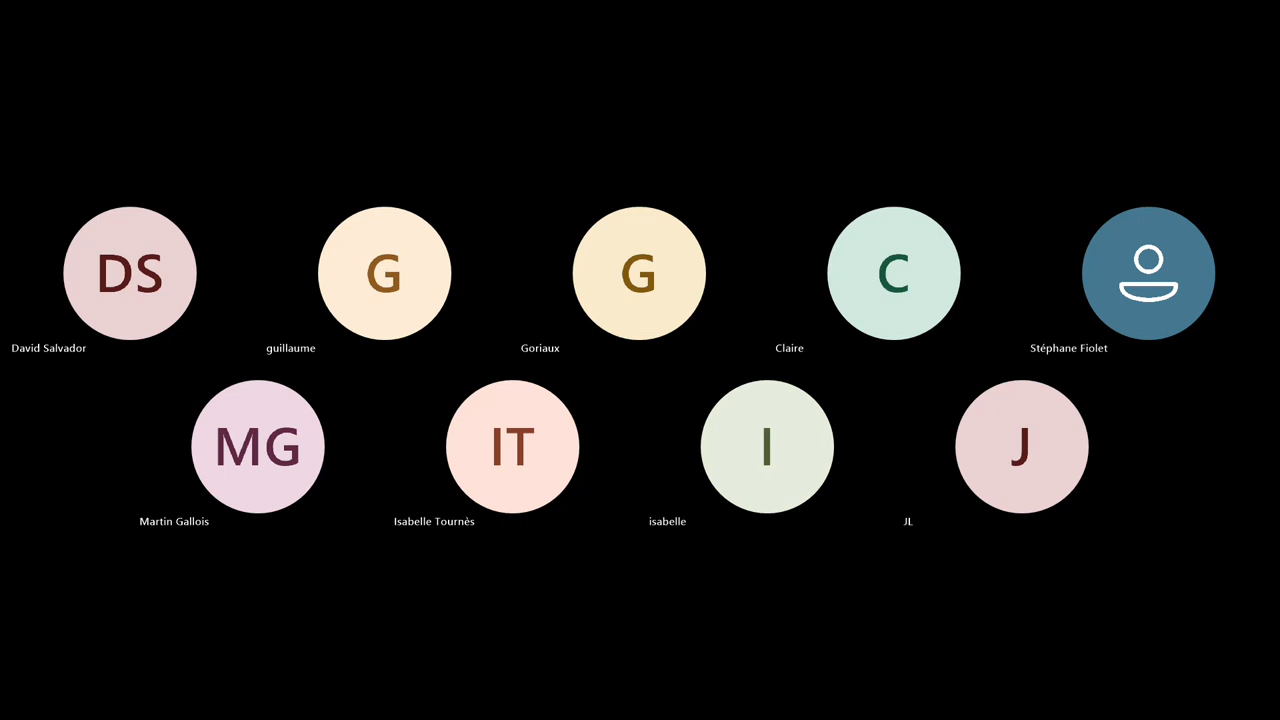 DS
G
G
C
David Salvador
guillaume
Goriaux
Claire
Stéphane Fiolet
MG
IT
I
J
Martin Gallois
Isabelle Tournès
isabelle
JL